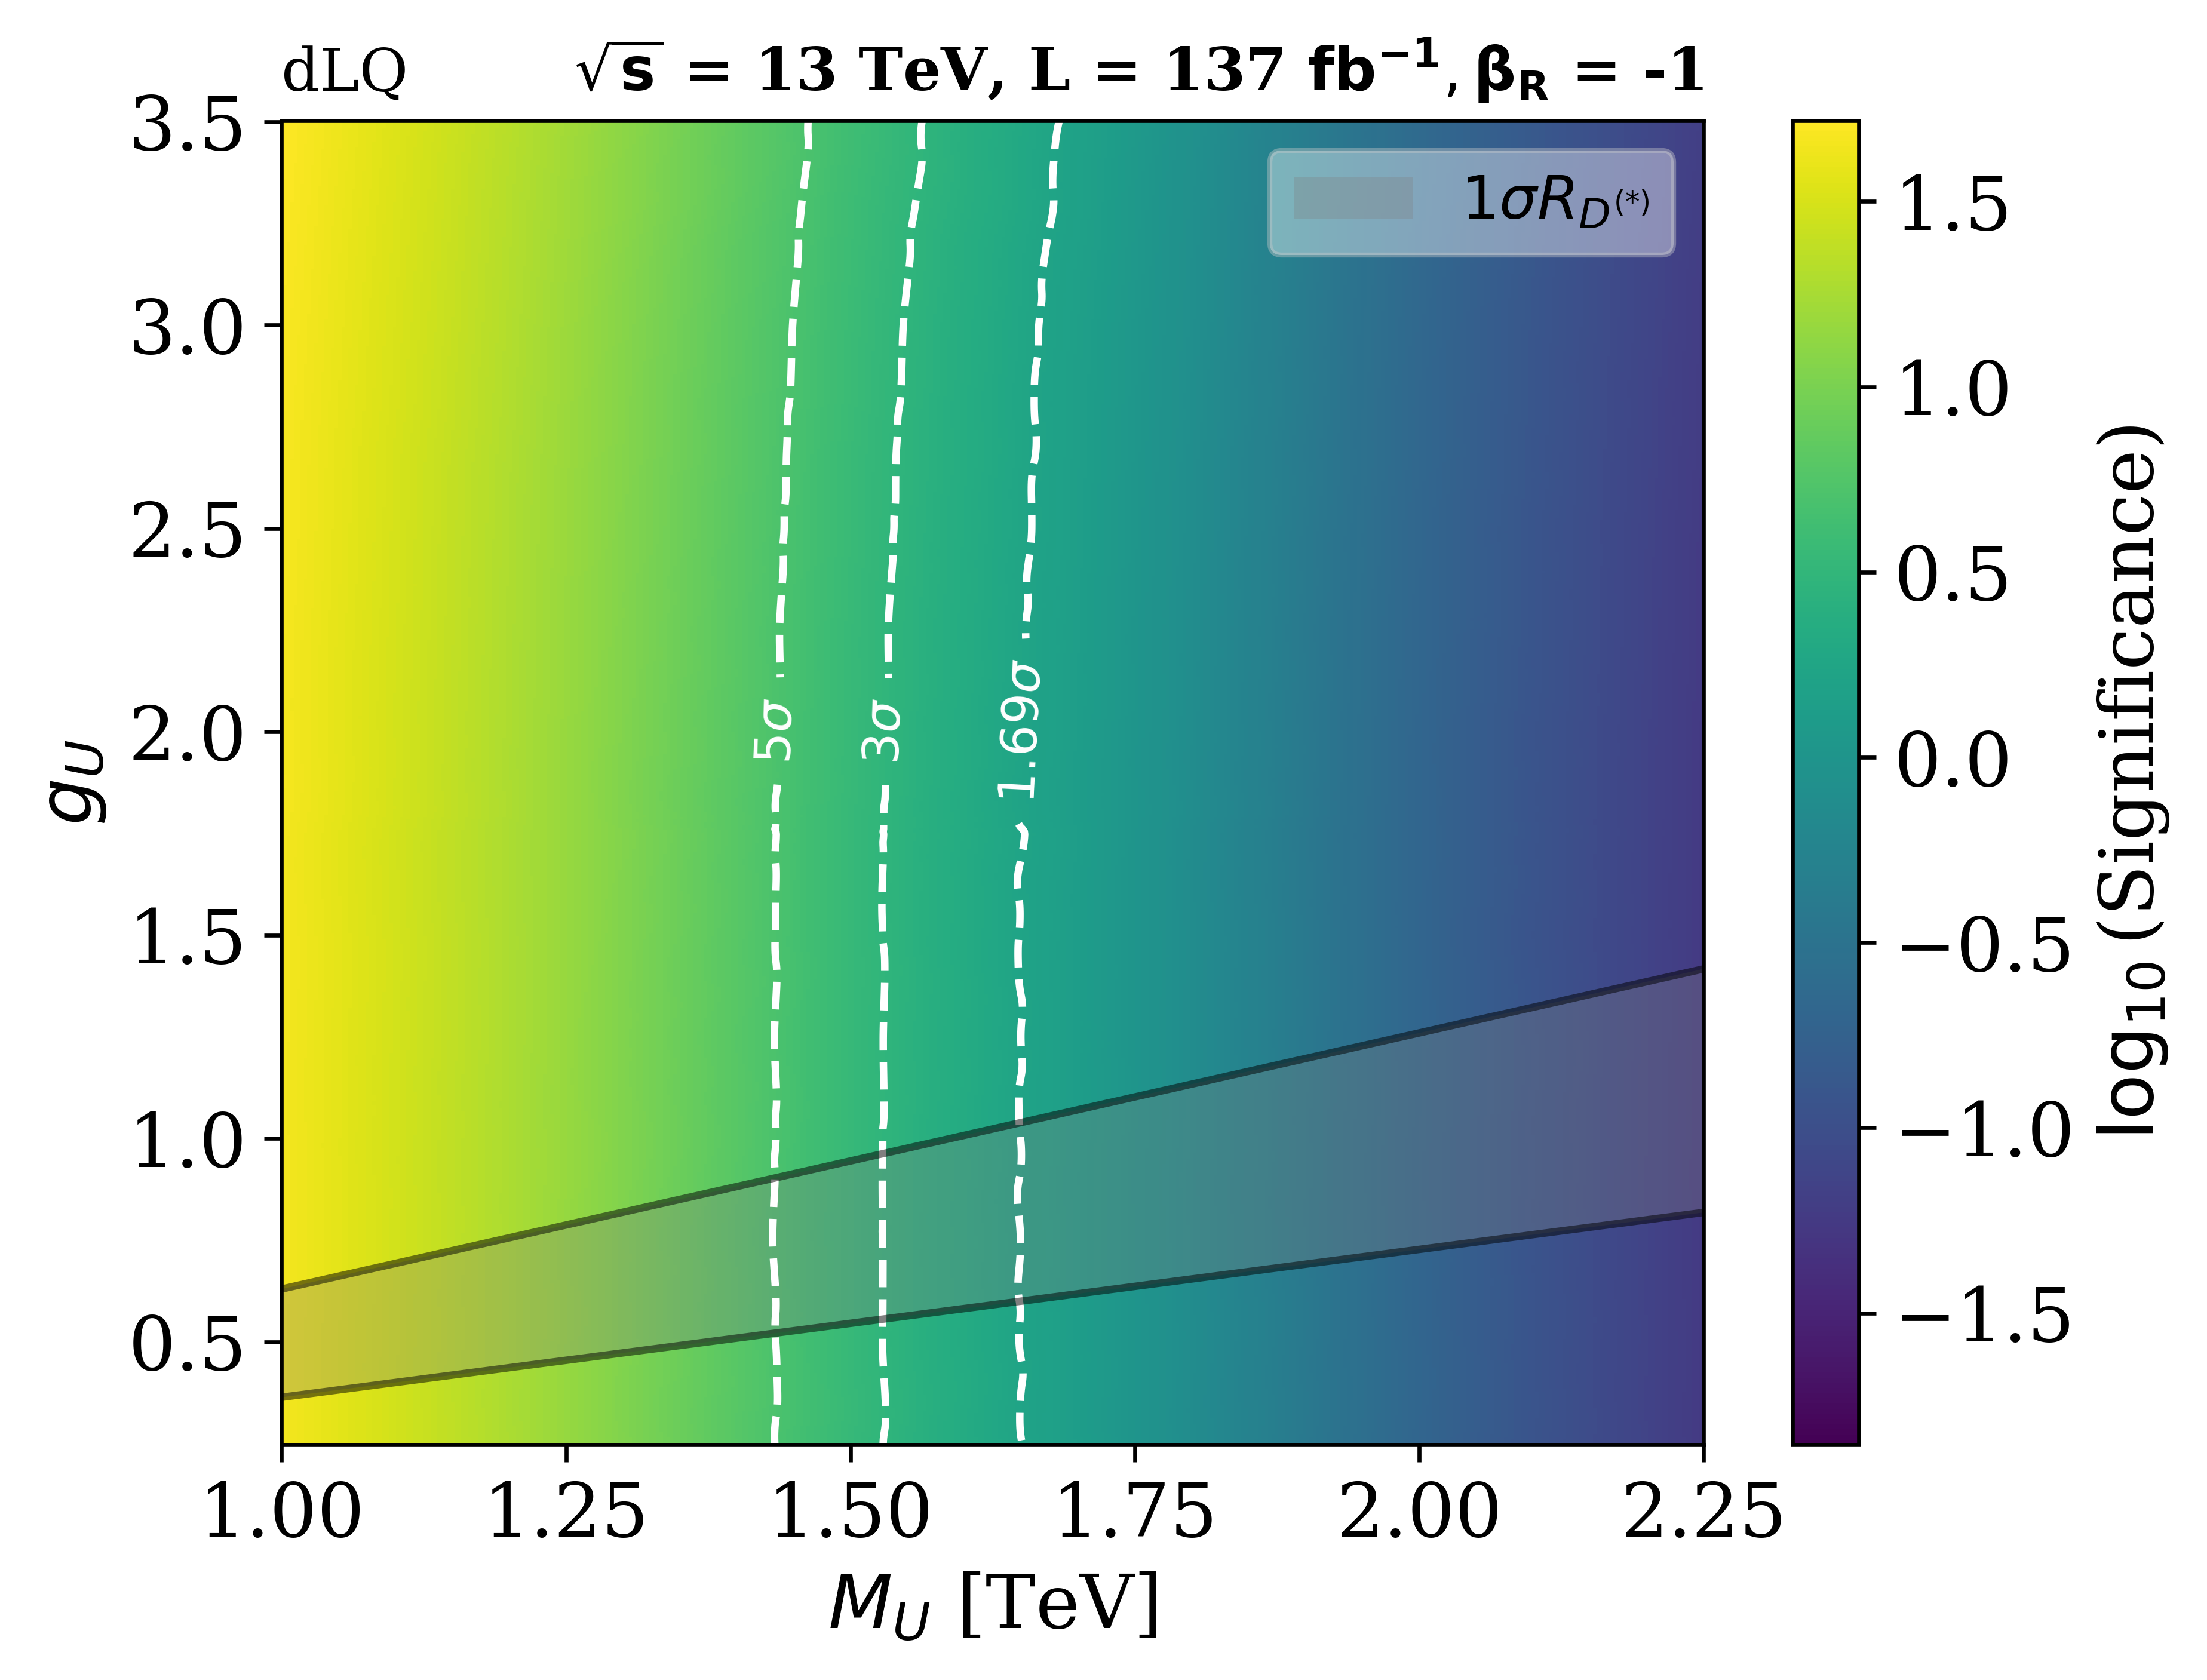 dLQ √s = 13 TeV, L = 137 fb⁻¹, β_R = -1
3.5
3.0
2.5
2.0
1.5
1.0
0.5
g_U
1σR_D(*)
5σ
3σ
1.69σ
1.00 1.25 1.50 1.75 2.00 2.25
M_U [TeV]
1.5
1.0
0.5
0.0
−0.5
−1.0
−1.5
log₁₀ (Significance)